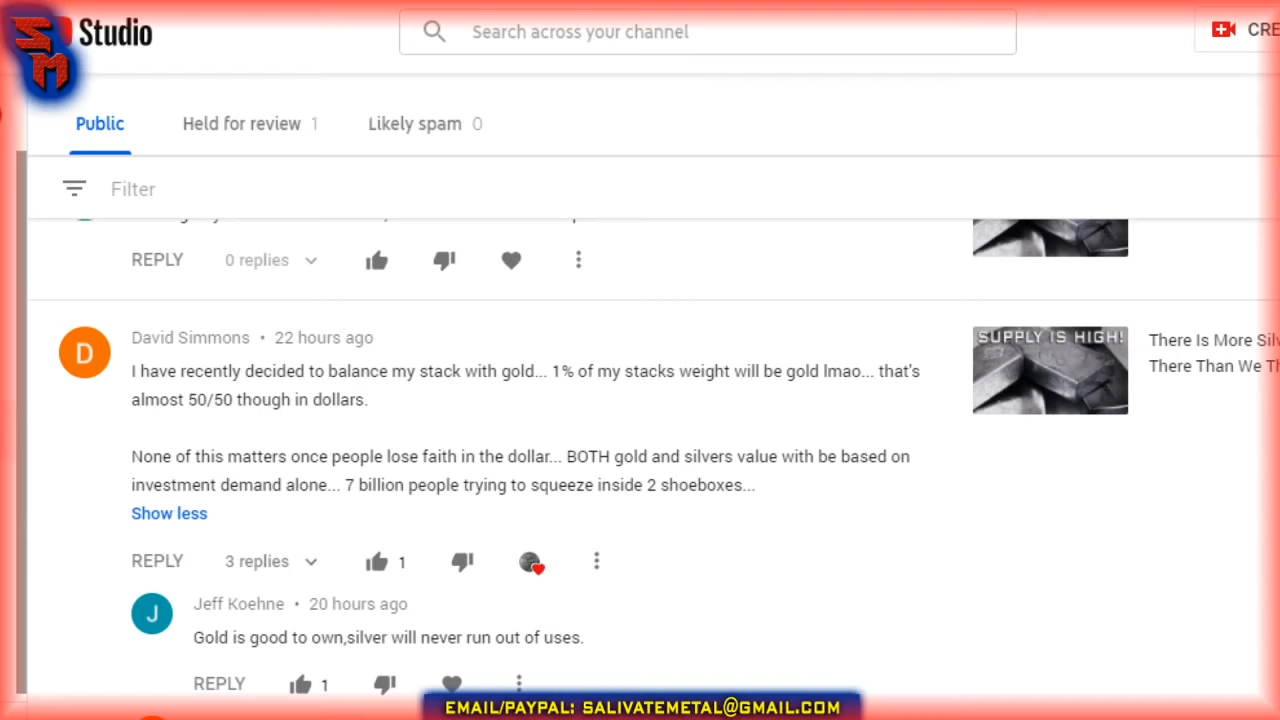 SM
Studio
Search across your channel
CRE
Public
Held for review 1
Likely spam 0
Filter
REPLY
0 replies
David Simmons • 22 hours ago
I have recently decided to balance my stack with gold... 1% of my stacks weight will be gold lmao... that's
almost 50/50 though in dollars.
None of this matters once people lose faith in the dollar... BOTH gold and silvers value with be based on
investment demand alone... 7 billion people trying to squeeze inside 2 shoeboxes...
Show less
SUPPLY IS HIGH!
There Is More Silv
There Than We Th
REPLY
3 replies
1
D
J
Jeff Koehne • 20 hours ago
Gold is good to own,silver will never run out of uses.
REPLY
1
EMAIL/PAYPAL: SALIVATEMETAL@GMAIL.COM